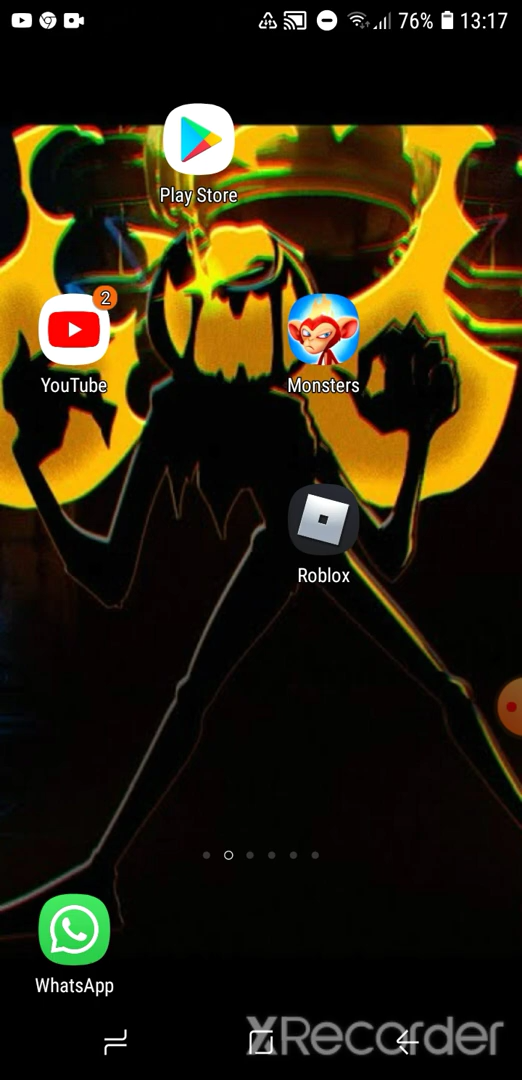 76% 13:17
Play Store
2
YouTube
Monsters
Roblox
WhatsApp
XRecorder